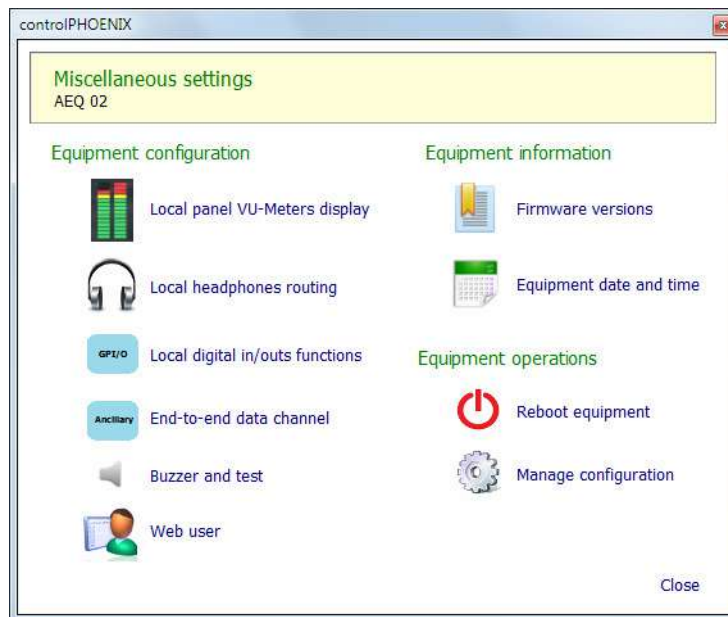 controlPHOENIX
Miscellaneous settings
AEQ 02
Equipment configuration
Local panel VU-Meters display
Local headphones routing
GPI/O
Local digital in/outs functions
Ancillary
End-to-end data channel
Buzzer and test
Web user
Equipment information
Firmware versions
Equipment date and time
Equipment operations
Reboot equipment
Manage configuration
Close